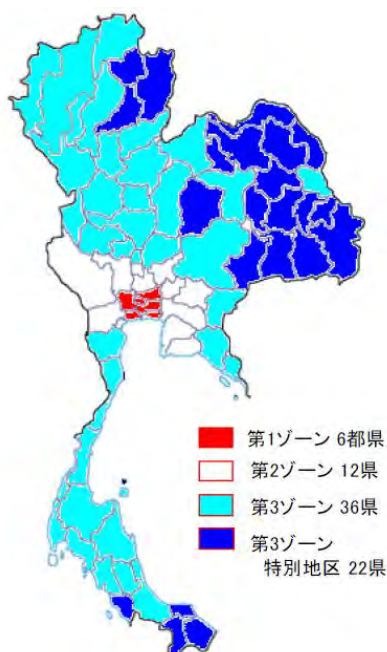 第1ゾーン 6都県
第2ゾーン 12県
第3ゾーン 36県
第3ゾーン
特別地区 22県